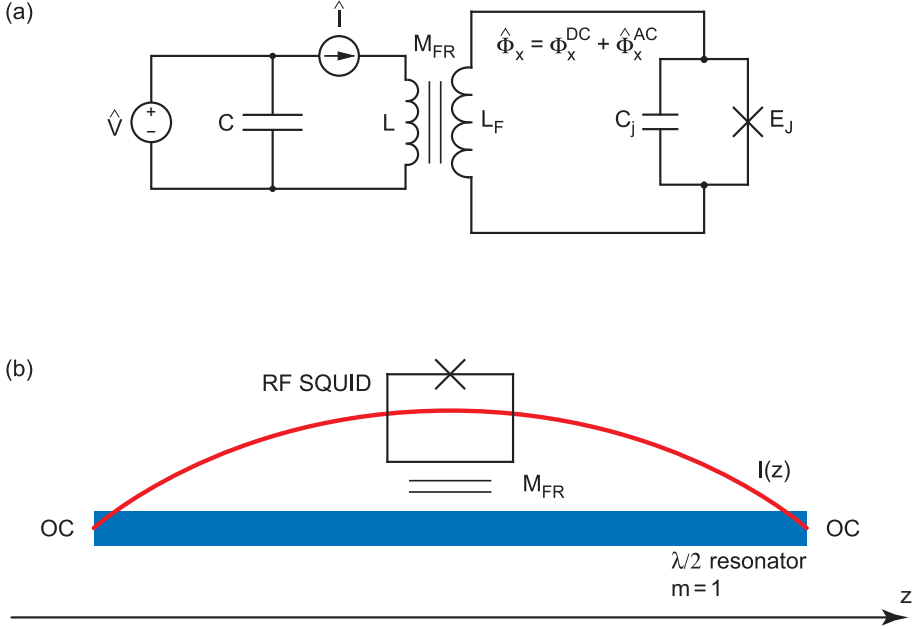 (a)
Î
M_FR
Φ̂_x = Φ_x^DC + Φ̂_x^AC
V̂
+
−
C
L
L_F
C_j
E_J
(b)
RF SQUID
I(z)
M_FR
OC
OC
λ/2 resonator
m = 1
z